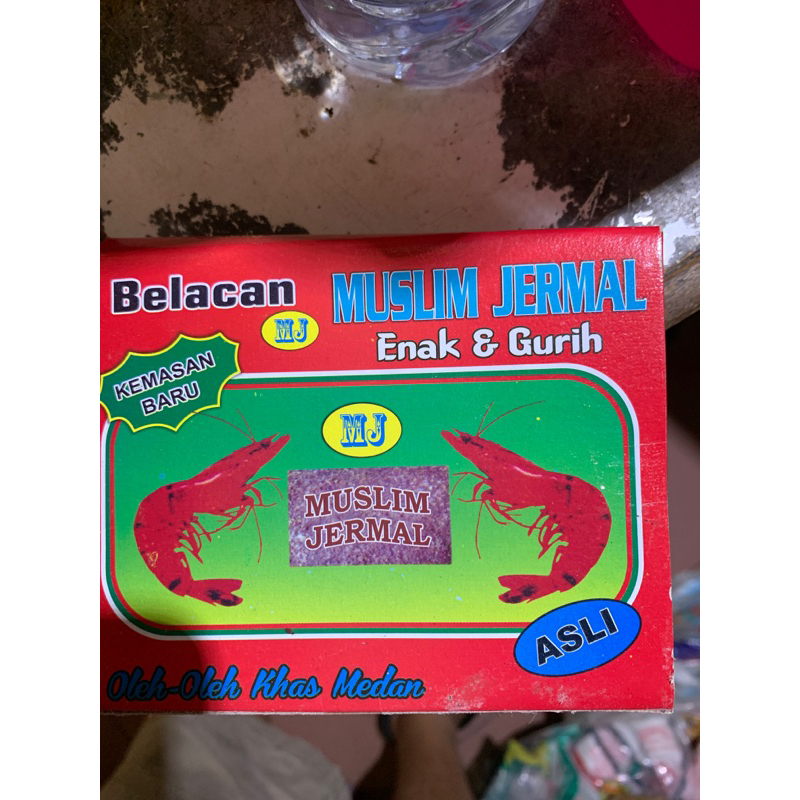 Belacan
MJ
MUSLIM JERMAL
Enak & Gurih
KEMASAN
BARU
MJ
MUSLIM
JERMAL
ASLI
Oleh-Oleh Khas Medan